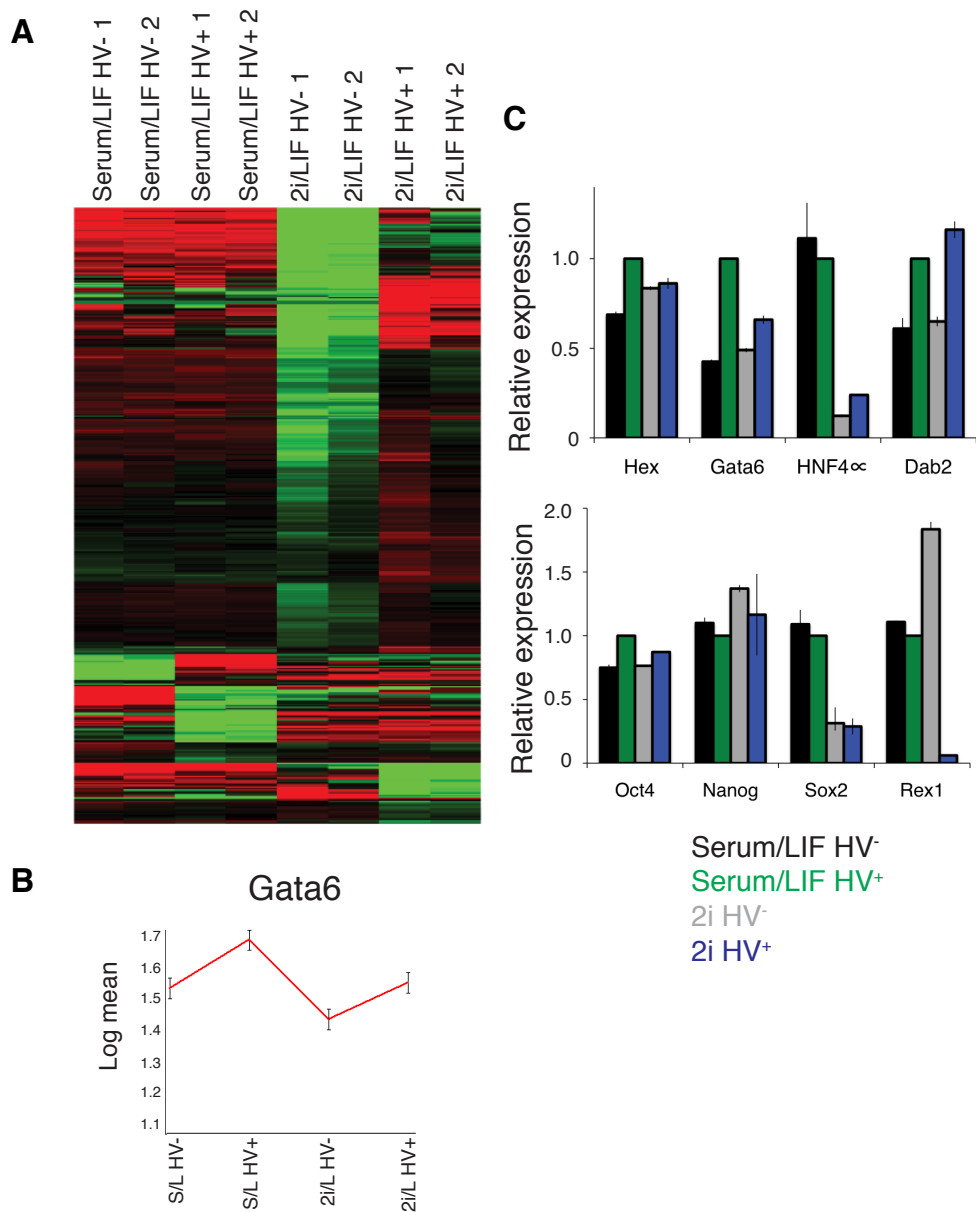 A
Serum/LIF HV- 1
Serum/LIF HV- 2
Serum/LIF HV+ 1
Serum/LIF HV+ 2
2i/LIF HV- 1
2i/LIF HV- 2
2i/LIF HV+ 1
2i/LIF HV+ 2
B
Gata6
Log mean
1.7
1.6
1.5
1.4
1.3
1.2
1.1
S/L HV-
S/L HV+
2i/L HV-
2i/L HV+
C
Relative expression
1.0
0.5
0
Hex Gata6 HNF4∝ Dab2
Relative expression
2.0
1.5
1.0
0.5
0
Oct4 Nanog Sox2 Rex1
Serum/LIF HV⁻
Serum/LIF HV⁺
2i HV⁻
2i HV⁺